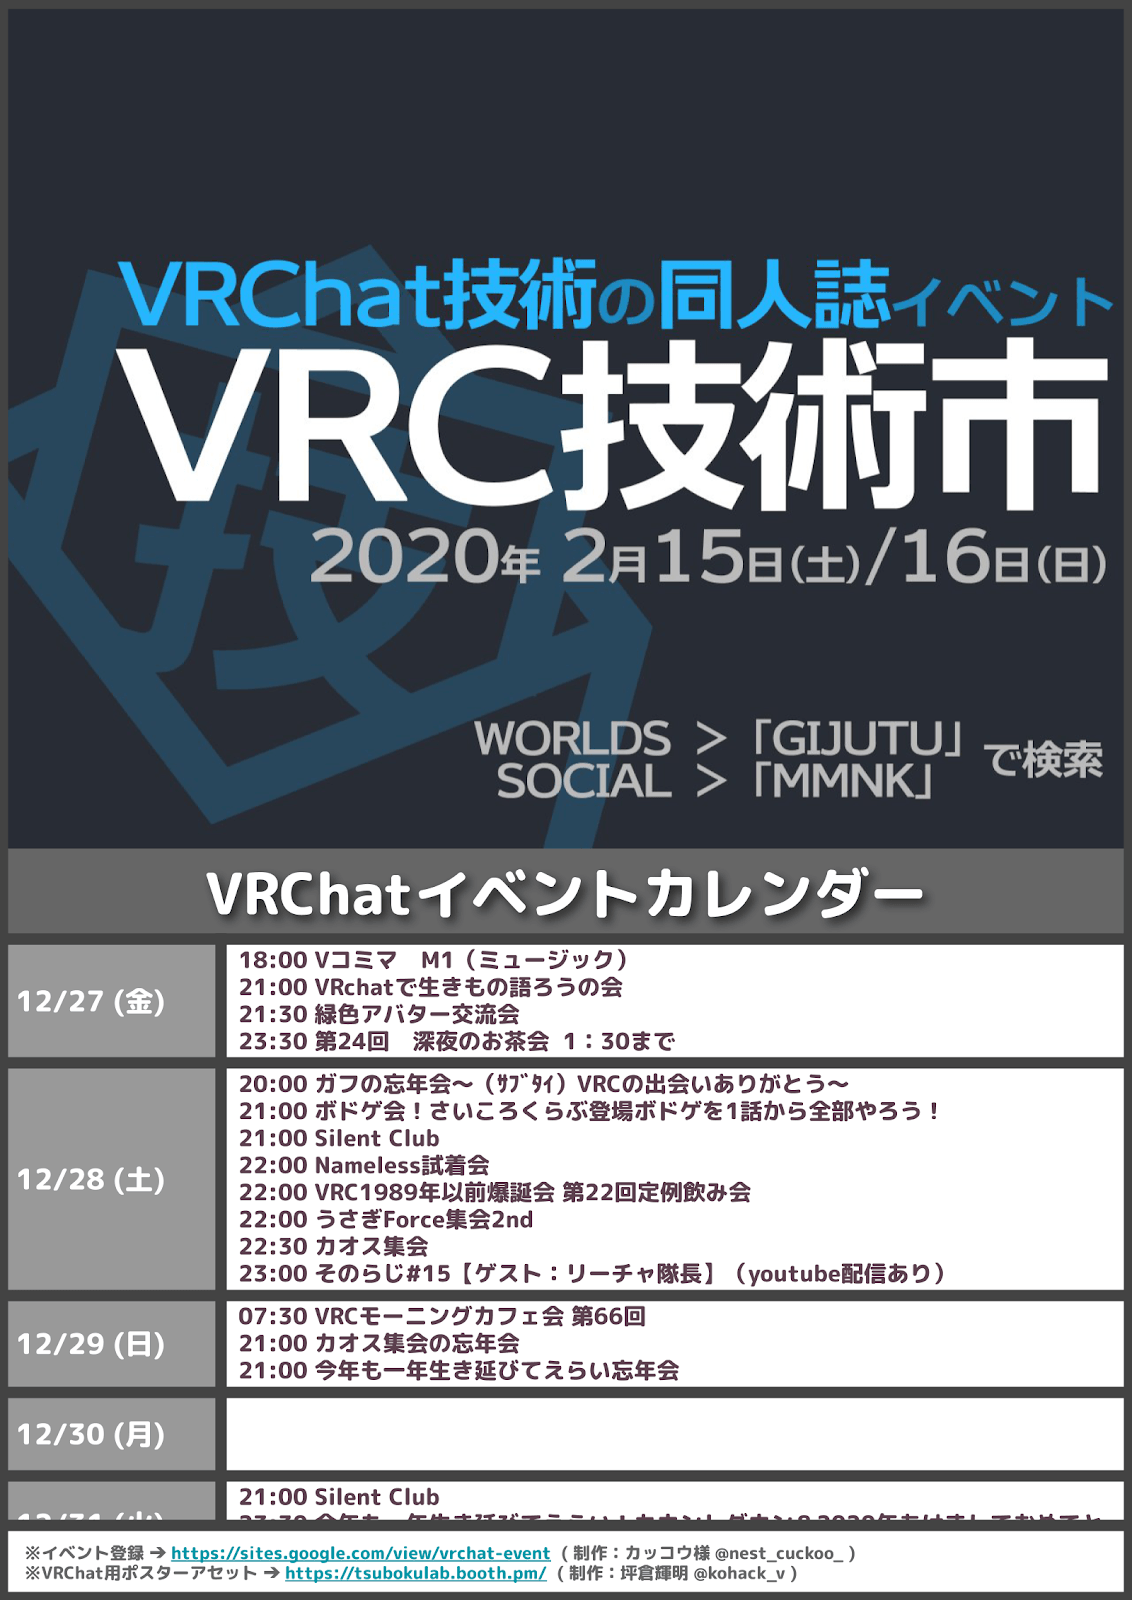 VRChat技術の同人誌イベント
VRC技術市
2020年 2月15日(土)/16日(日)
WORLDS > 「GIJUTU」
SOCIAL > 「MMNK」
で検索
VRChatイベントカレンダー
12/27 (金)
18:00 Vコミマ　M1（ミュージック）
21:00 VRchatで生きもの語ろうの会
21:30 緑色アバター交流会
23:30 第24回　深夜のお茶会 1：30まで
12/28 (土)
20:00 ガフの忘年会～（ｻﾌﾞﾀｲ）VRCの出会いありがとう～
21:00 ボドゲ会！さいころくらぶ登場ボドゲを1話から全部やろう！
21:00 Silent Club
22:00 Nameless試着会
22:00 VRC1989年以前爆誕会 第22回定例飲み会
22:00 うさぎForce集会2nd
22:30 カオス集会
23:00 そのらじ#15【ゲスト：リーチャ隊長】（youtube配信あり）
12/29 (日)
07:30 VRCモーニングカフェ会 第66回
21:00 カオス集会の忘年会
21:00 今年も一年生き延びてえらい忘年会
12/30 (月)
12/31 (火)
21:00 Silent Club
※イベント登録 ➔ https://sites.google.com/view/vrchat-event （ 制作：カッコウ様 @nest_cuckoo_ ）
※VRChat用ポスターアセット ➔ https://tsubokulab.booth.pm/ （ 制作：坪倉輝明 @kohack_v ）